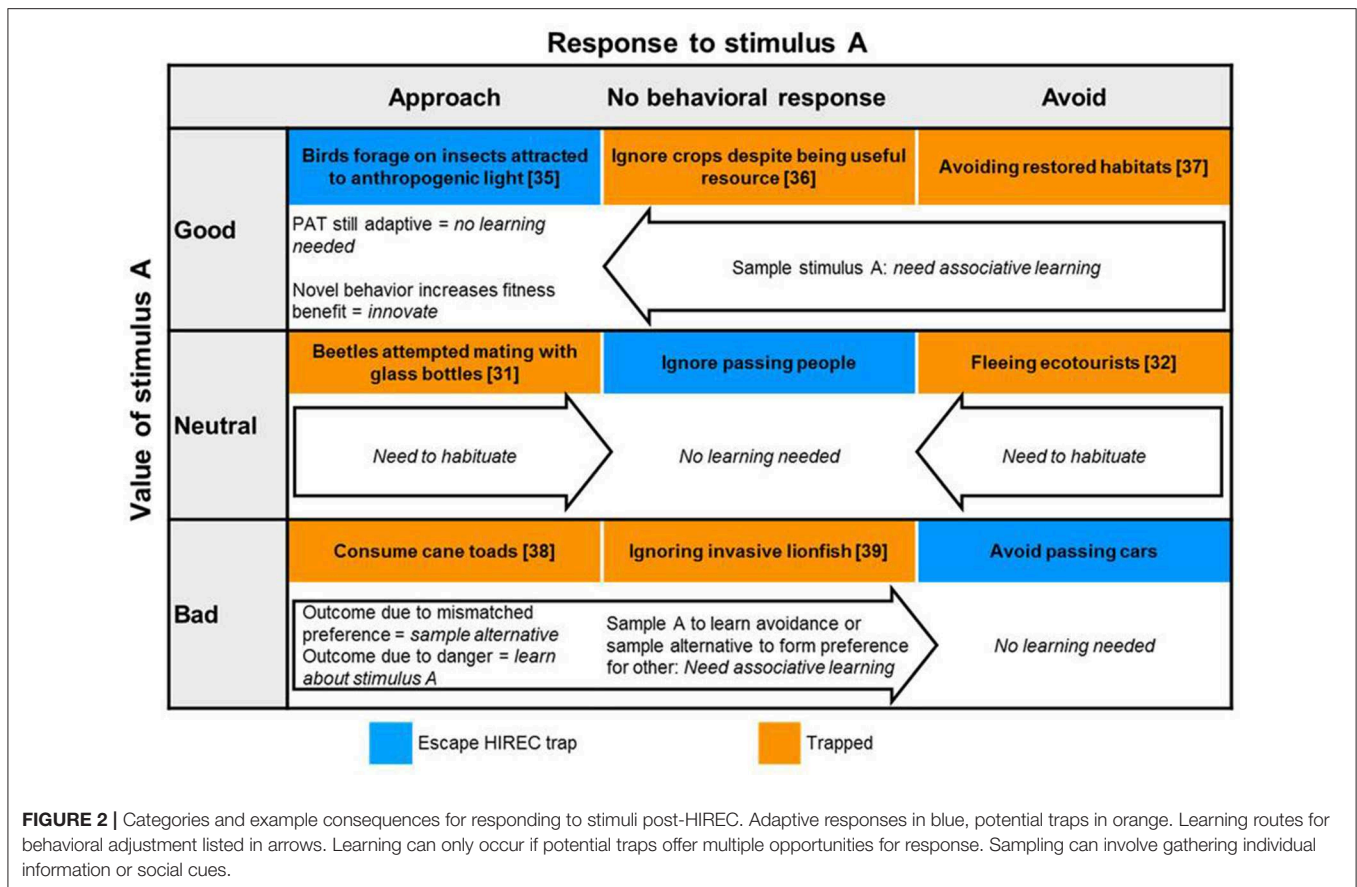 Response to stimulus A
Approach
No behavioral response
Avoid
Value of stimulus A
Good
Birds forage on insects attracted
to anthropogenic light [35]
Ignore crops despite being useful
resource [36]
Avoiding restored habitats [37]
PAT still adaptive = no learning
needed
Novel behavior increases fitness
benefit = innovate
Sample stimulus A: need associative learning
Neutral
Beetles attempted mating with
glass bottles [31]
Ignore passing people
Fleeing ecotourists [32]
Need to habituate
No learning needed
Need to habituate
Bad
Consume cane toads [38]
Ignoring invasive lionfish [39]
Avoid passing cars
Outcome due to mismatched
preference = sample alternative
Outcome due to danger = learn
about stimulus A
Sample A to learn avoidance or
sample alternative to form preference
for other: Need associative learning
No learning needed
Escape HIREC trap
Trapped
FIGURE 2 | Categories and example consequences for responding to stimuli post-HIREC. Adaptive responses in blue, potential traps in orange. Learning routes for
behavioral adjustment listed in arrows. Learning can only occur if potential traps offer multiple opportunities for response. Sampling can involve gathering individual
information or social cues.